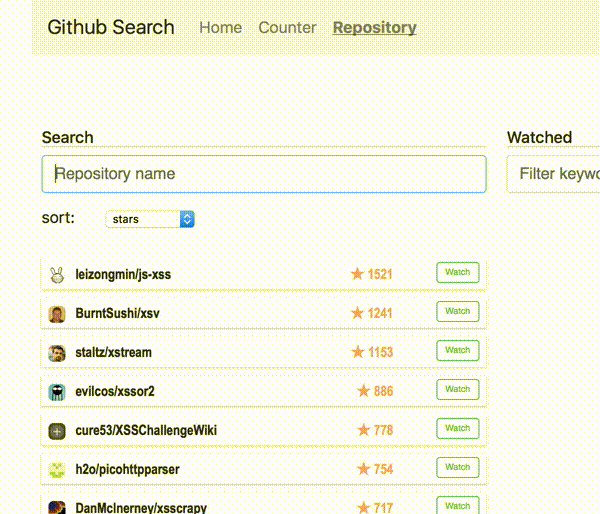 Github Search Home Counter Repository
Search
Repository name
sort: stars
leizongmin/js-xss 1521 Watch
BurntSushi/xsv 1241 Watch
staltz/xstream 1153 Watch
evilcos/xssor2 886 Watch
cure53/XSSChallengeWiki 778 Watch
h2o/picohttpparser 754 Watch
DanMcInerney/xsscrapy 717 Watch
Watched
Filter keywo